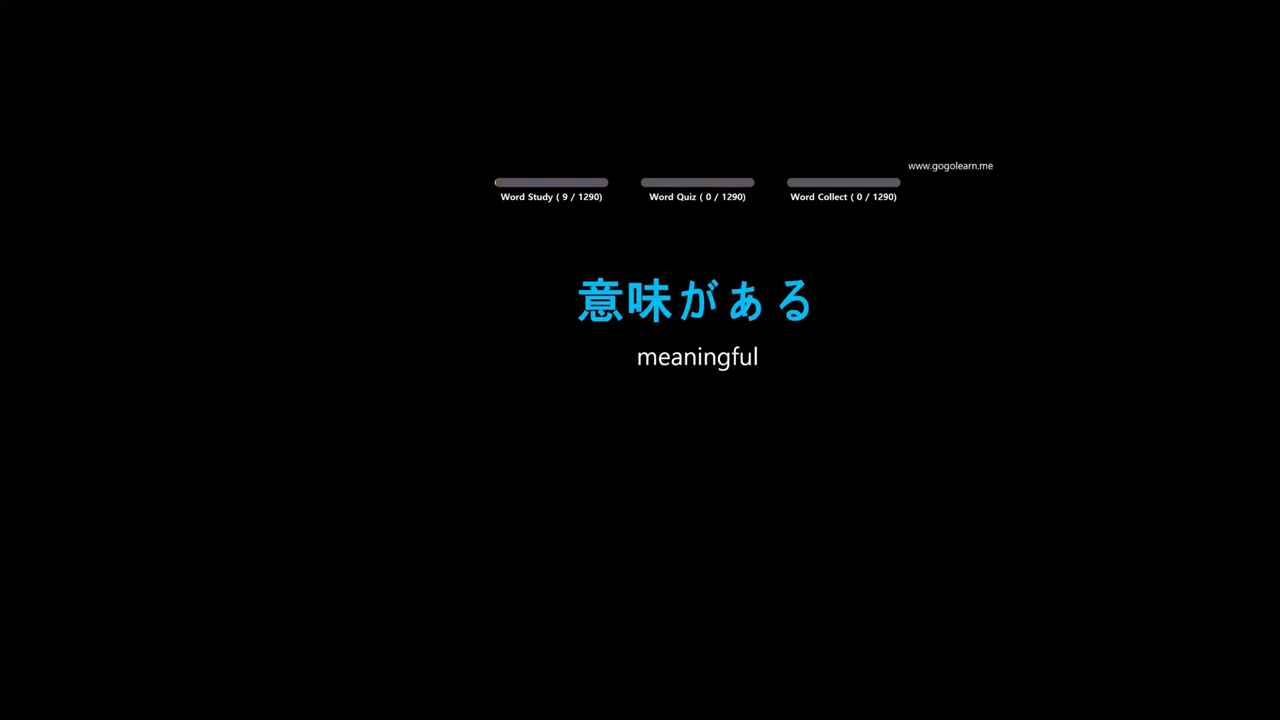 www.gogolearn.me
Word Study ( 9 / 1290)
Word Quiz ( 0 / 1290)
Word Collect ( 0 / 1290)
意味がある
meaningful